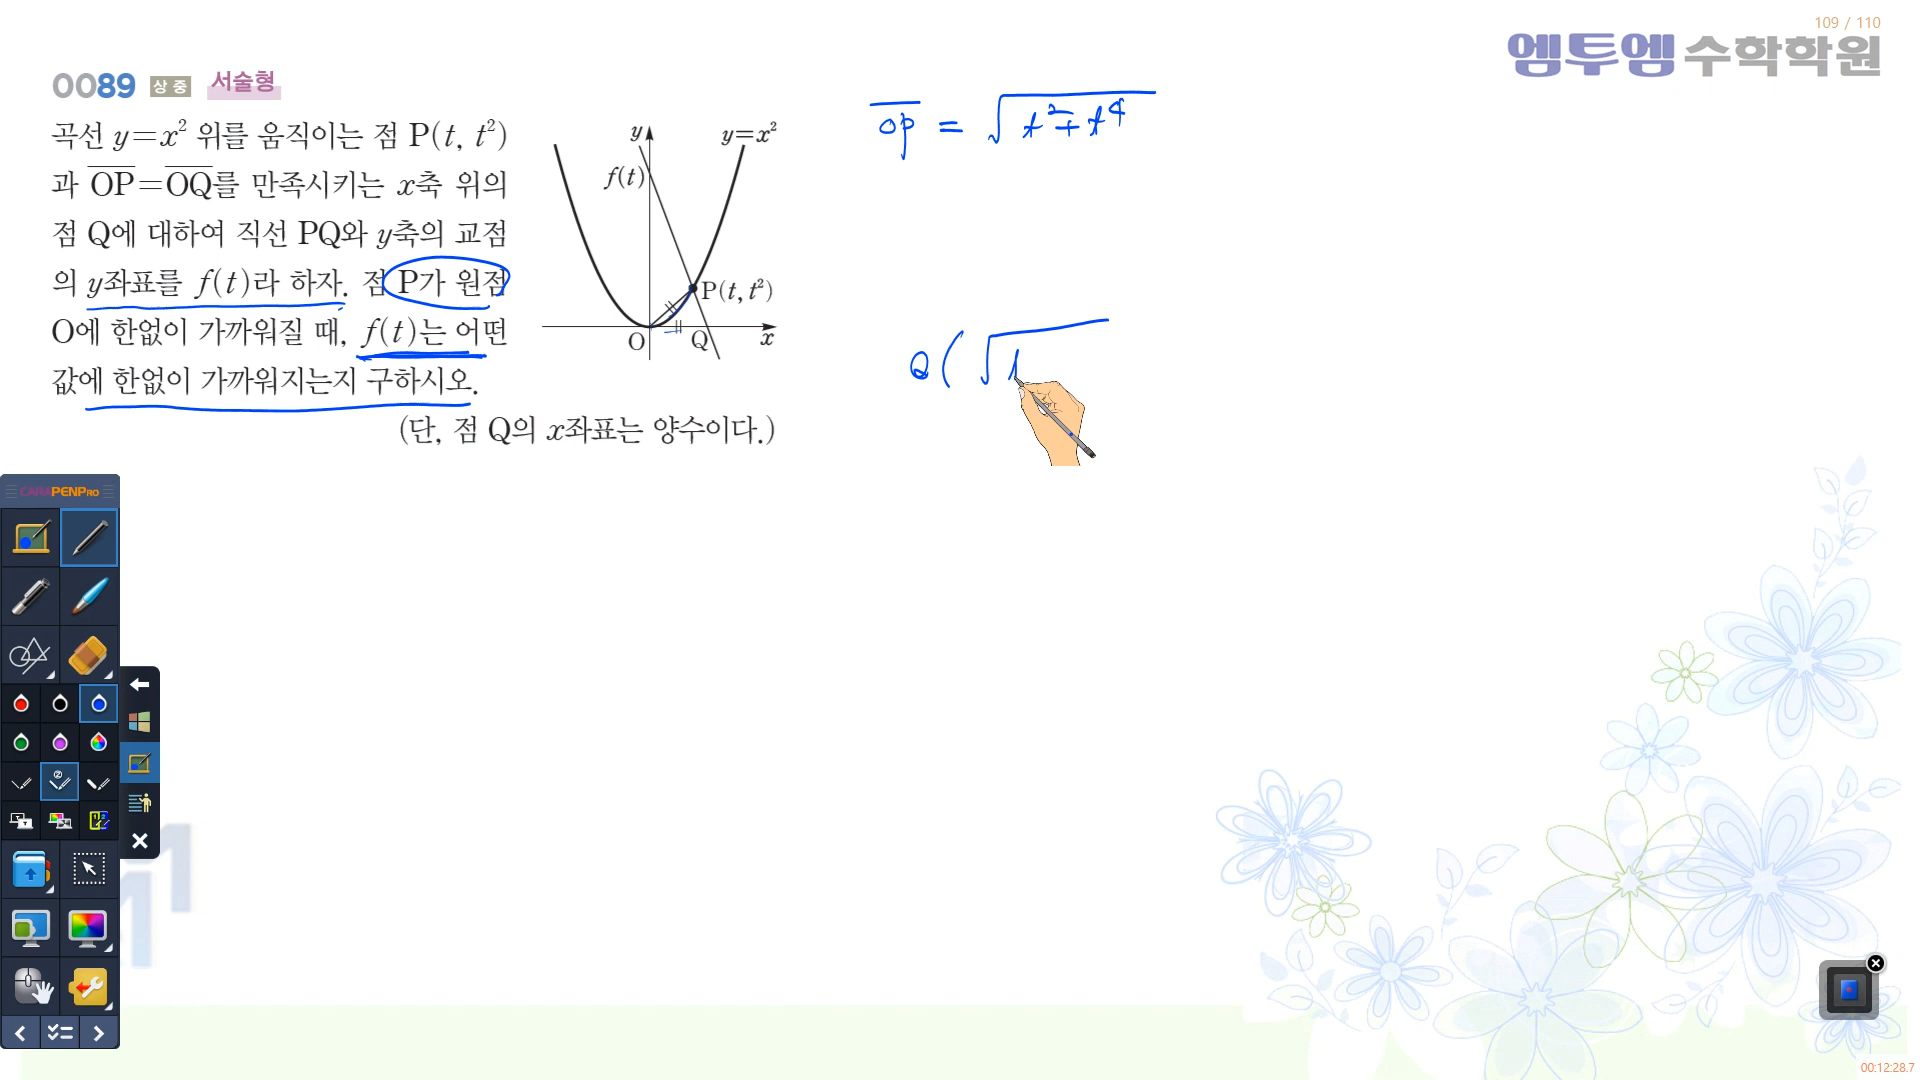 109 / 110
엠투엠 수학학원
0089 상 중 서술형
곡선 y=x² 위를 움직이는 점 P(t, t²)
과 OP=OQ를 만족시키는 x축 위의
점 Q에 대하여 직선 PQ와 y축의 교점
의 y좌표를 f(t)라 하자. 점 P가 원점
O에 한없이 가까워질 때, f(t)는 어떤
값에 한없이 가까워지는지 구하시오.
(단, 점 Q의 x좌표는 양수이다.)
y
y=x²
f(t)
P(t, t²)
O
Q
x
OP = √t²+t⁴
Q(√
CARAPENPRO
00:12:28.7